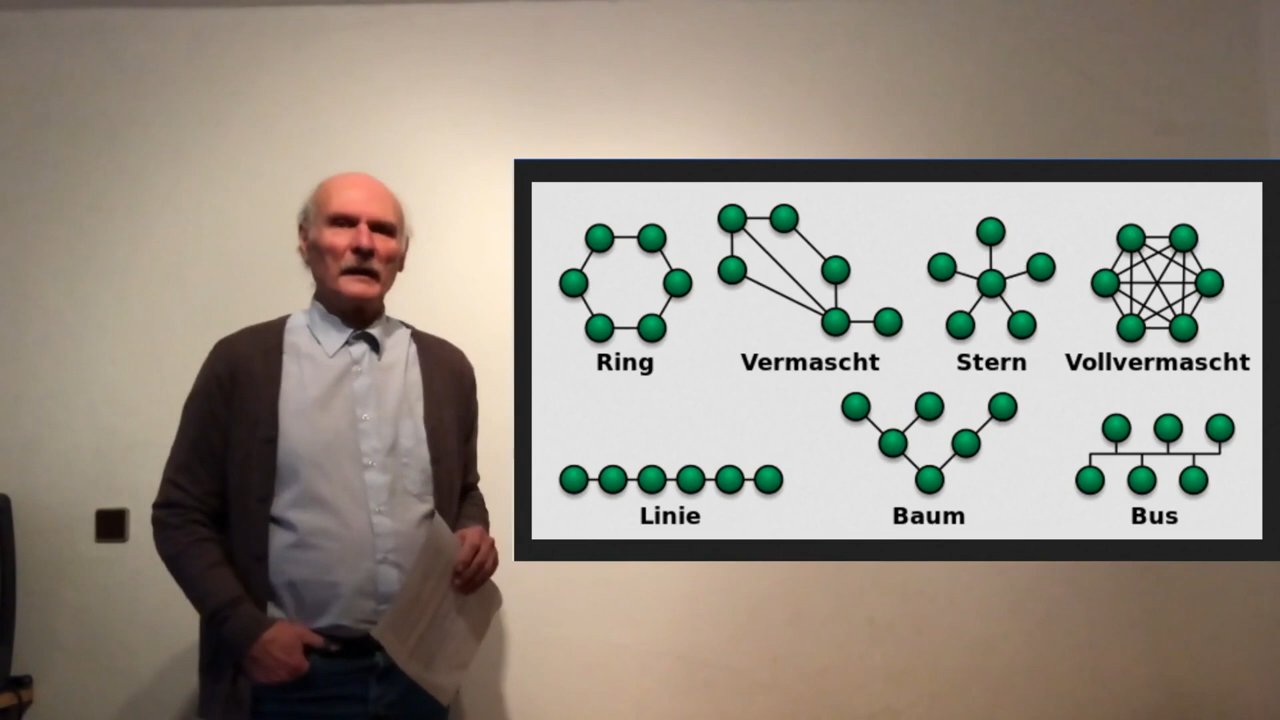 Ring
Vermascht
Stern
Vollvermascht
Linie
Baum
Bus